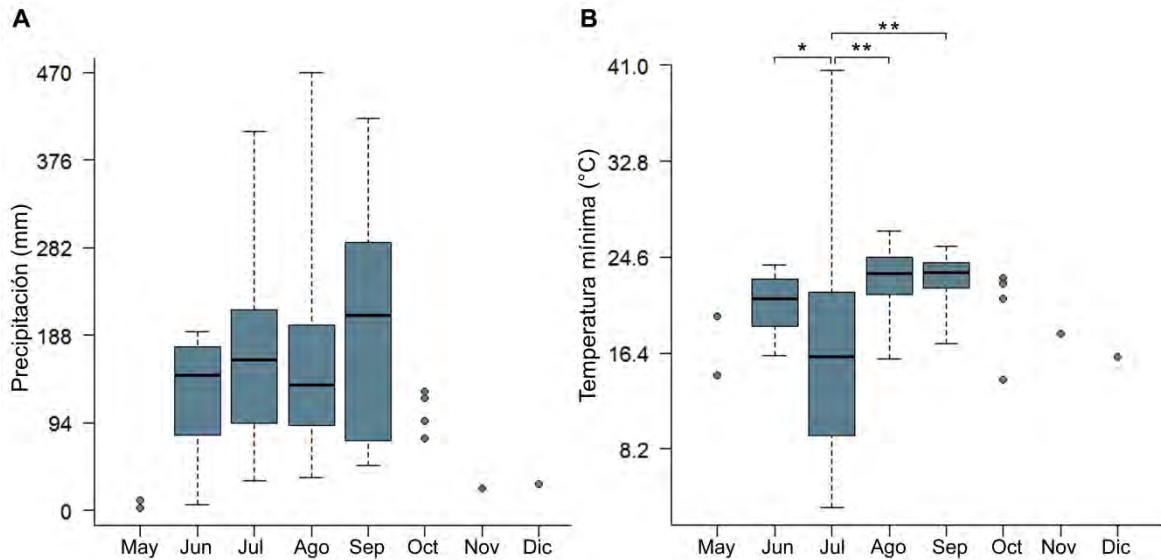 A
Precipitación (mm)
470
376
282
188
94
0
May Jun Jul Ago Sep Oct Nov Dic
B
Temperatura mínima (°C)
41.0
32.8
24.6
16.4
8.2
* ** **
May Jun Jul Ago Sep Oct Nov Dic